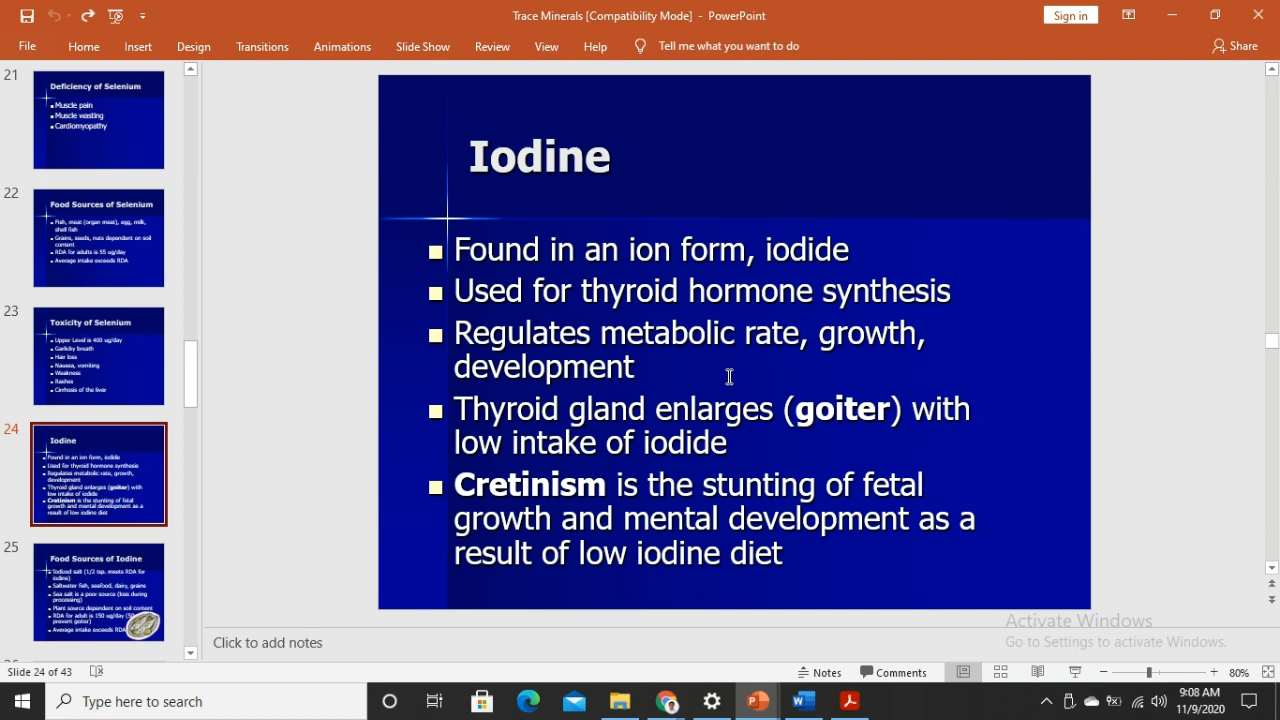 Trace Minerals [Compatibility Mode] - PowerPoint
Sign in
File Home Insert Design Transitions Animations Slide Show Review View Help Tell me what you want to do Share
21
Deficiency of Selenium
Muscle pain
Muscle wasting
Cardiomyopathy
22
Food Sources of Selenium
Fish, meat (organ meat), egg, milk,
shell fish
Grains, seeds, nuts dependent on soil
content
RDA for adults is 55 ug/day
Average intake exceeds RDA
23
Toxicity of Selenium
Upper Level is 400 ug/day
Garlicky breath
Hair loss
Nausea, vomiting
Weakness
Rashes
Cirrhosis of the liver
24
Iodine
Found in an ion form, iodide
Used for thyroid hormone synthesis
Regulates metabolic rate, growth,
development
Thyroid gland enlarges (goiter) with
low intake of iodide
Cretinism is the stunting of fetal
growth and mental development as a
result of low iodine diet
25
Food Sources of Iodine
Iodized salt (1/2 tsp. meets RDA for
iodine)
Saltwater fish, seafood, dairy, grains
Sea salt is a poor source (loss during
processing)
Plant source dependent on soil content
RDA for adult is 150 ug/day (50
prevent goiter)
Average intake exceeds RDA
Iodine
Found in an ion form, iodide
Used for thyroid hormone synthesis
Regulates metabolic rate, growth,
development
Thyroid gland enlarges (goiter) with
low intake of iodide
Cretinism is the stunting of fetal
growth and mental development as a
result of low iodine diet
Activate Windows
Go to Settings to activate Windows.
Click to add notes
Slide 24 of 43 Notes Comments 80%
Type here to search
9:08 AM
11/9/2020